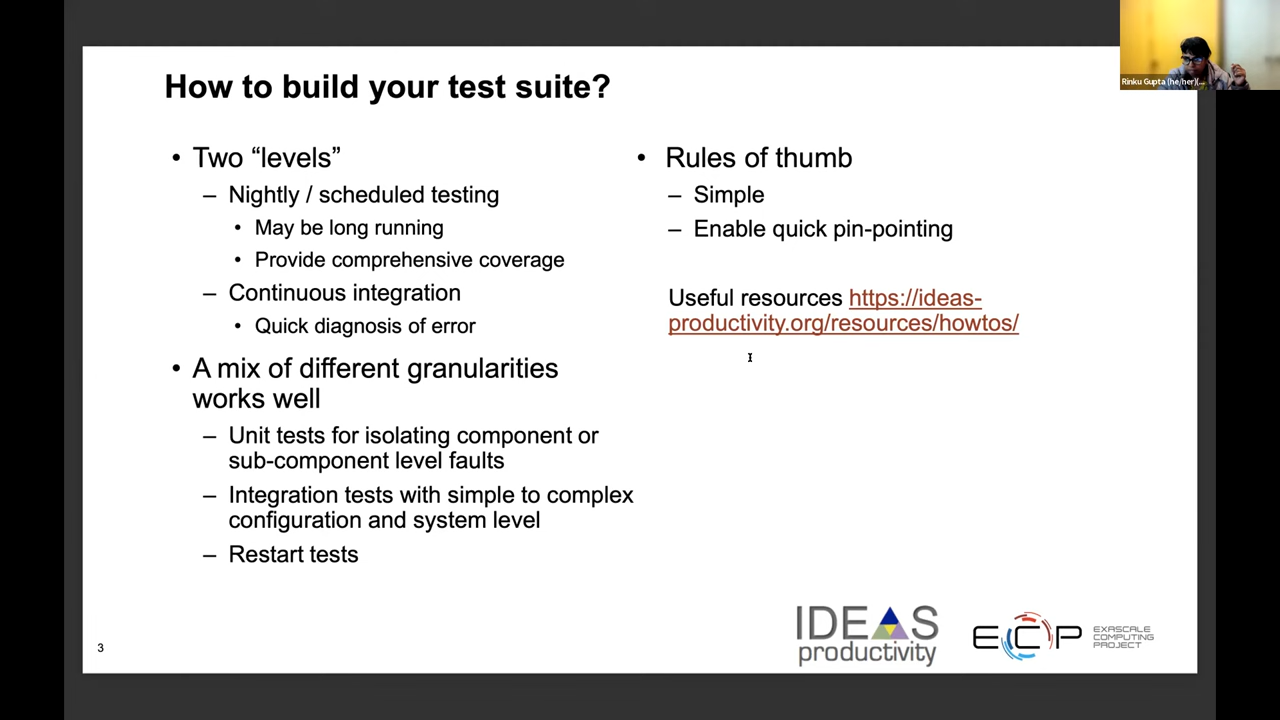 How to build your test suite?
• Two “levels”
– Nightly / scheduled testing
• May be long running
• Provide comprehensive coverage
– Continuous integration
• Quick diagnosis of error
• A mix of different granularities
works well
– Unit tests for isolating component or
sub-component level faults
– Integration tests with simple to complex
configuration and system level
– Restart tests
• Rules of thumb
– Simple
– Enable quick pin-pointing
Useful resources https://ideas-
productivity.org/resources/howtos/
3
IDEAS
productivity
ECP
EXASCALE
COMPUTING
PROJECT
Rinku Gupta (he/her)(...